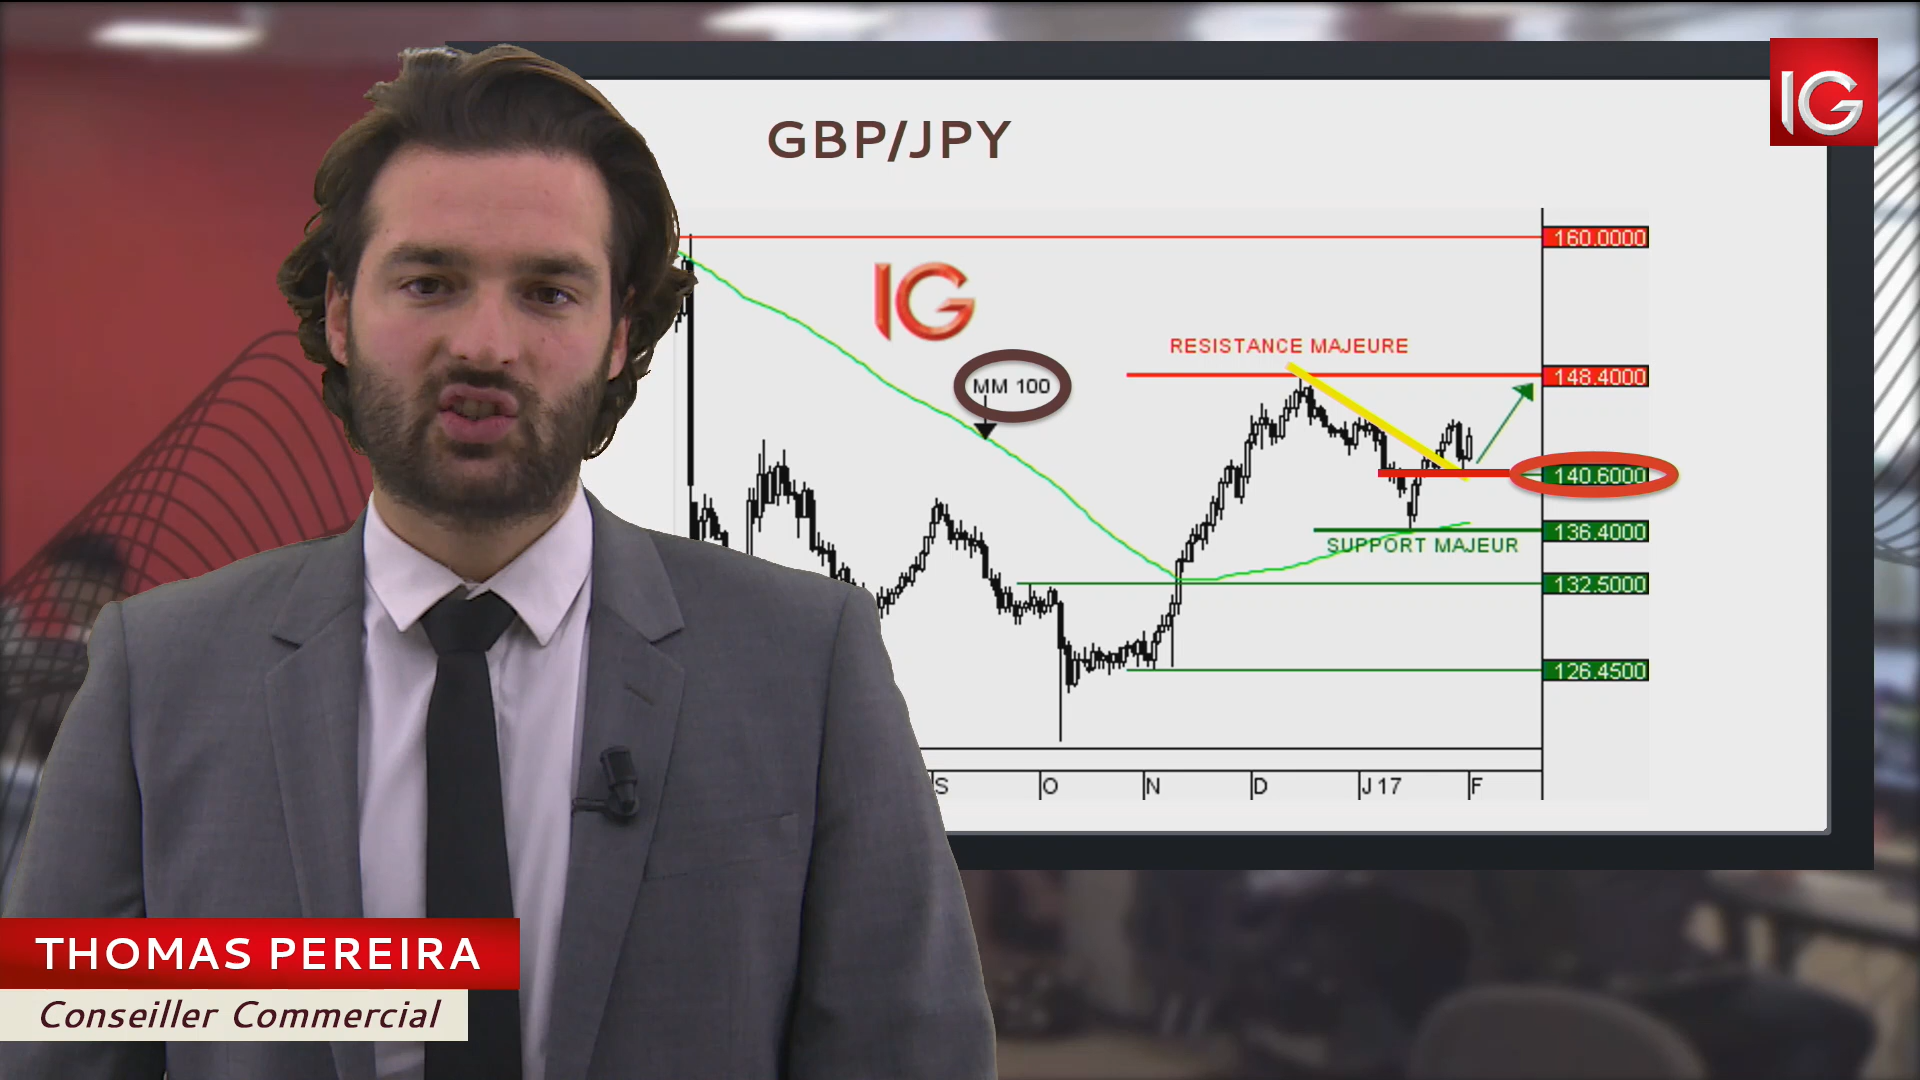 IG
GBP/JPY
160.0000
IG
RESISTANCE MAJEURE
148.4000
MM 100
140.6000
136.4000
SUPPORT MAJEUR
132.5000
126.4500
S O N D J 17 F
THOMAS PEREIRA
Conseiller Commercial